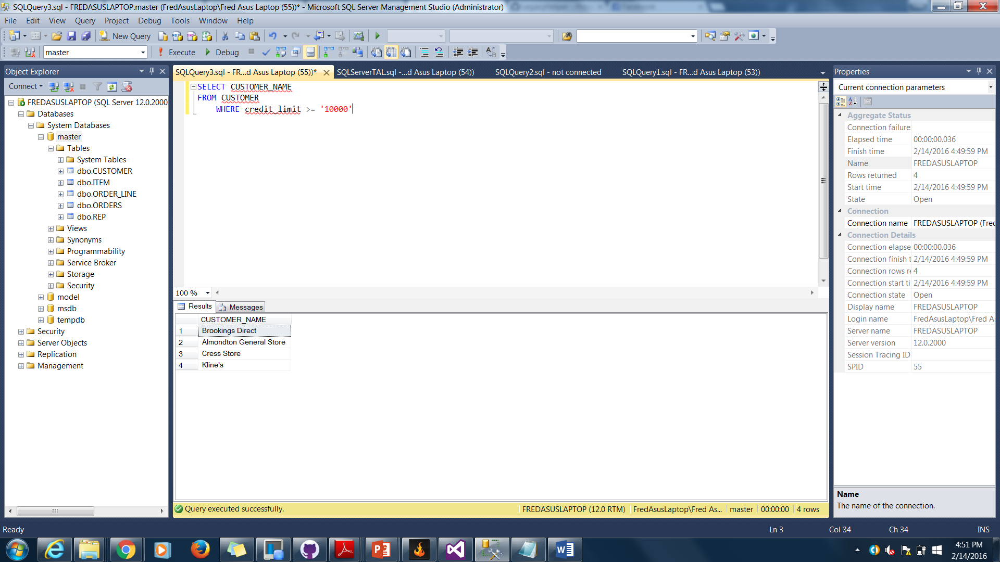 SQLQuery3.sql - FREDASUSLAPTOP.master (FredAsusLaptop\Fred Asus Laptop (55))* - Microsoft SQL Server Management Studio (Administrator)
File Edit View Query Project Debug Tools Window Help
New Query
master Execute Debug
Object Explorer
Connect
FREDASUSLAPTOP (SQL Server 12.0.2000
Databases
System Databases
master
Tables
System Tables
dbo.CUSTOMER
dbo.ITEM
dbo.ORDER_LINE
dbo.ORDERS
dbo.REP
Views
Synonyms
Programmability
Service Broker
Storage
Security
model
msdb
tempdb
Security
Server Objects
Replication
Management
SQLQuery3.sql - FR...d Asus Laptop (55))* SQLServerTAL.sql -...d Asus Laptop (54)) SQLQuery2.sql - not connected SQLQuery1.sql - FR...d Asus Laptop (53))
SELECT CUSTOMER_NAME
FROM CUSTOMER
WHERE credit_limit >= '10000'
100 %
Results Messages
CUSTOMER_NAME
1 Brookings Direct
2 Almondton General Store
3 Cress Store
4 Kline's
Query executed successfully. FREDASUSLAPTOP (12.0 RTM) FredAsusLaptop\Fred As... master 00:00:00 4 rows
Properties
Current connection parameters
Aggregate Status
Connection failure
Elapsed time 00:00:00.036
Finish time 2/14/2016 4:49:59 PM
Name FREDASUSLAPTOP
Rows returned 4
Start time 2/14/2016 4:49:59 PM
State Open
Connection
Connection name FREDASUSLAPTOP (Fred
Connection Details
Connection elapse 00:00:00.036
Connection finish t 2/14/2016 4:49:59 PM
Connection rows re 4
Connection start ti 2/14/2016 4:49:59 PM
Connection state Open
Display name FREDASUSLAPTOP
Login name FredAsusLaptop\Fred As
Server name FREDASUSLAPTOP
Server version 12.0.2000
Session Tracing ID
SPID 55
Name
The name of the connection.
Ready Ln 3 Col 34 Ch 34 INS
4:51 PM
2/14/2016